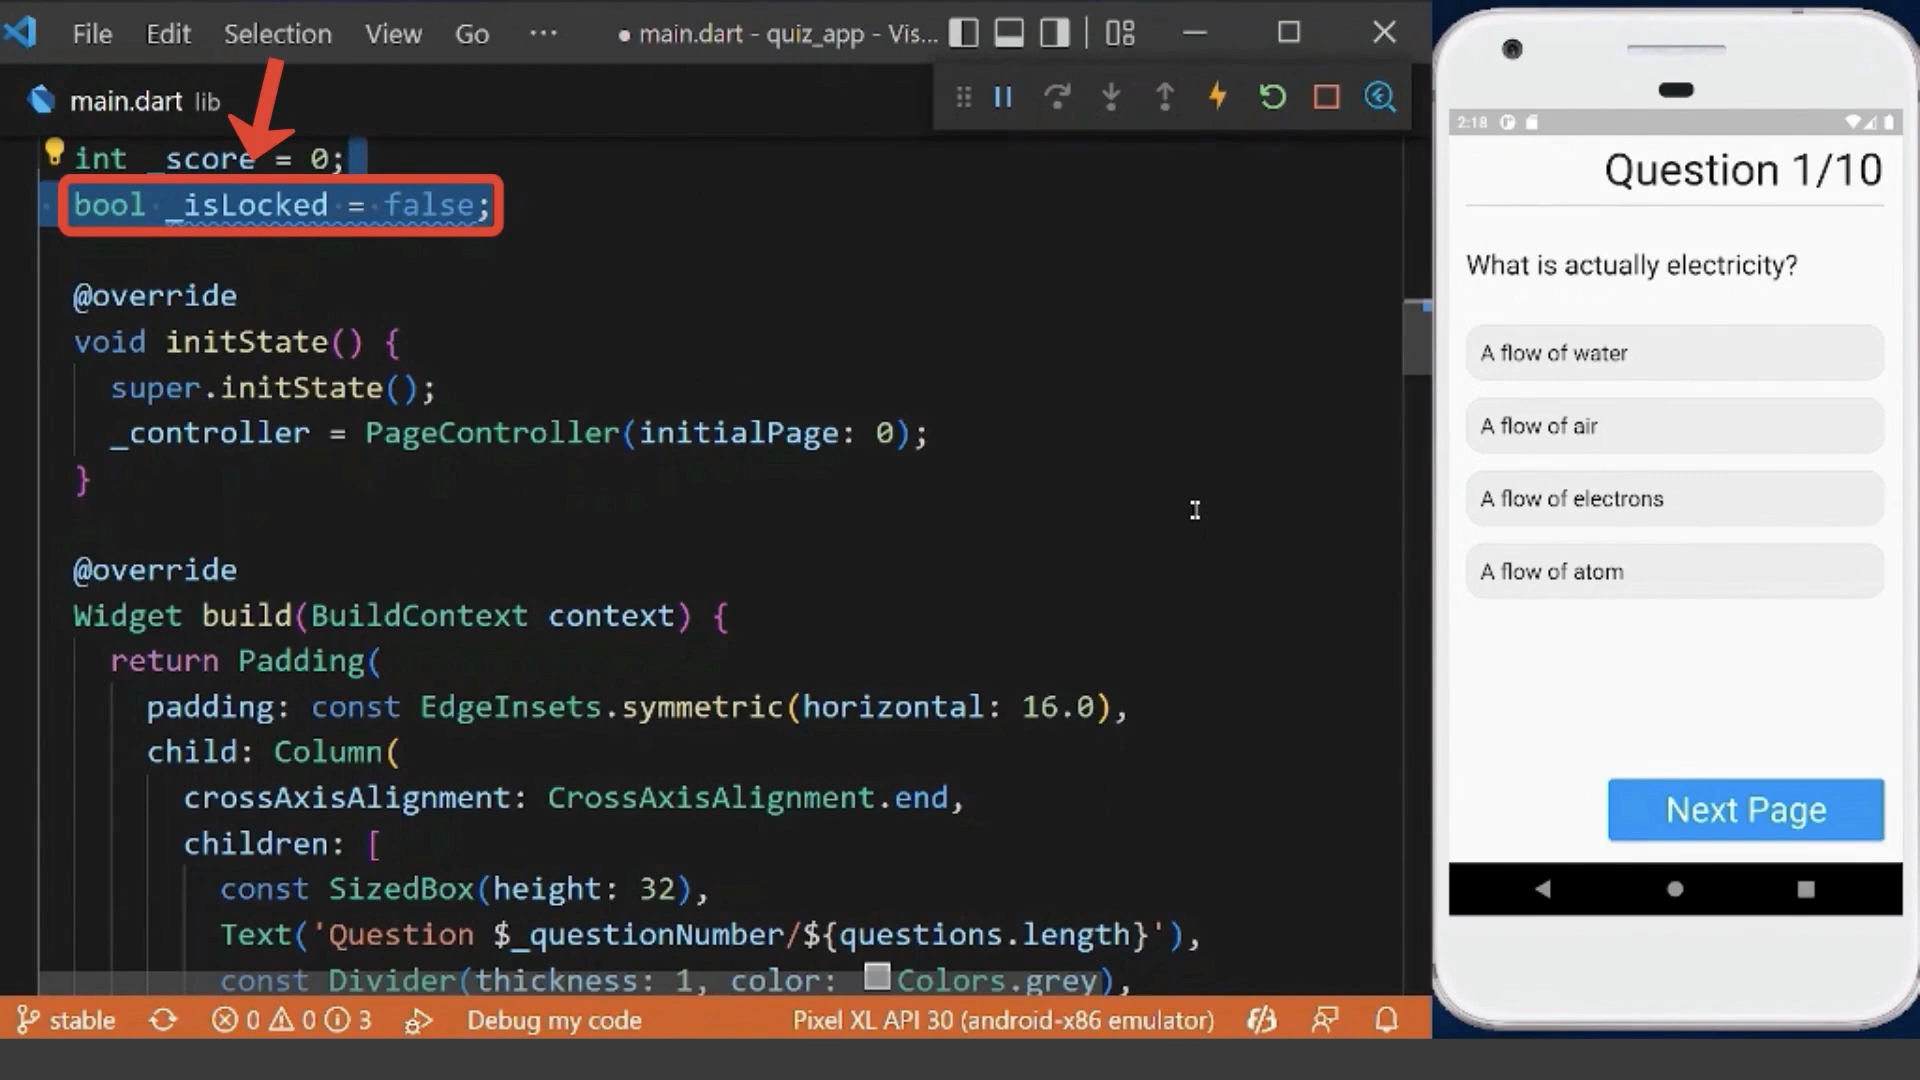 File Edit Selection View Go ··· ● main.dart - quiz_app - Vis...
main.dart lib
int _score = 0;
bool _isLocked = false;
@override
void initState() {
super.initState();
_controller = PageController(initialPage: 0);
}
@override
Widget build(BuildContext context) {
return Padding(
padding: const EdgeInsets.symmetric(horizontal: 16.0),
child: Column(
crossAxisAlignment: CrossAxisAlignment.end,
children: [
const SizedBox(height: 32),
Text('Question $_questionNumber/${questions.length}'),
const Divider(thickness: 1, color: Colors.grey),
stable 0 0 3 Debug my code Pixel XL API 30 (android-x86 emulator)
2:18
Question 1/10
What is actually electricity?
A flow of water
A flow of air
A flow of electrons
A flow of atom
Next Page